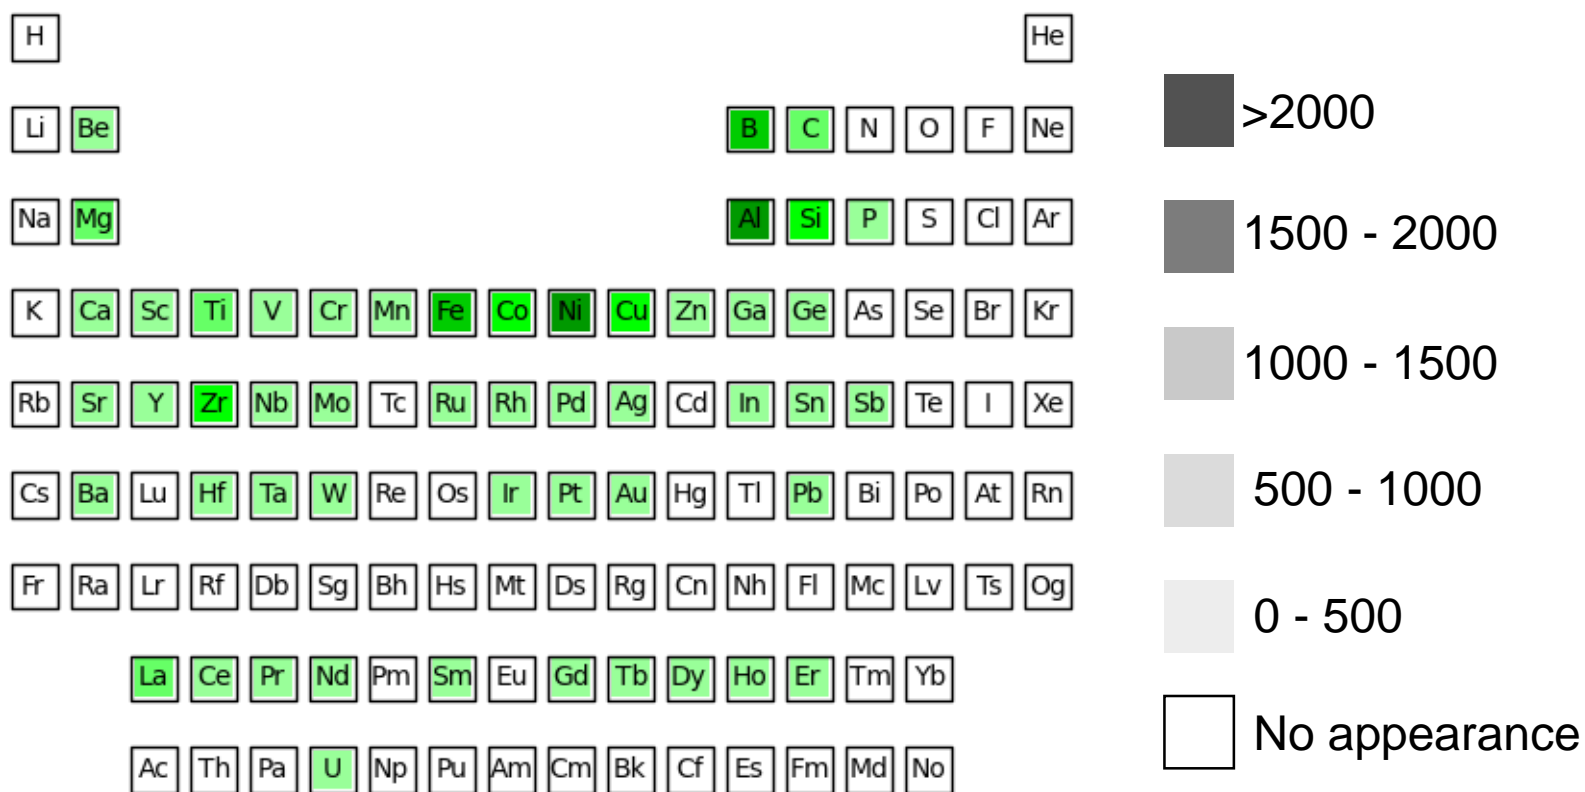 H He
Li Be B C N O F Ne
Na Mg Al Si P S Cl Ar
K Ca Sc Ti V Cr Mn Fe Co Ni Cu Zn Ga Ge As Se Br Kr
Rb Sr Y Zr Nb Mo Tc Ru Rh Pd Ag Cd In Sn Sb Te I Xe
Cs Ba Lu Hf Ta W Re Os Ir Pt Au Hg Tl Pb Bi Po At Rn
Fr Ra Lr Rf Db Sg Bh Hs Mt Ds Rg Cn Nh Fl Mc Lv Ts Og
La Ce Pr Nd Pm Sm Eu Gd Tb Dy Ho Er Tm Yb
Ac Th Pa U Np Pu Am Cm Bk Cf Es Fm Md No
>2000
1500 - 2000
1000 - 1500
500 - 1000
0 - 500
No appearance